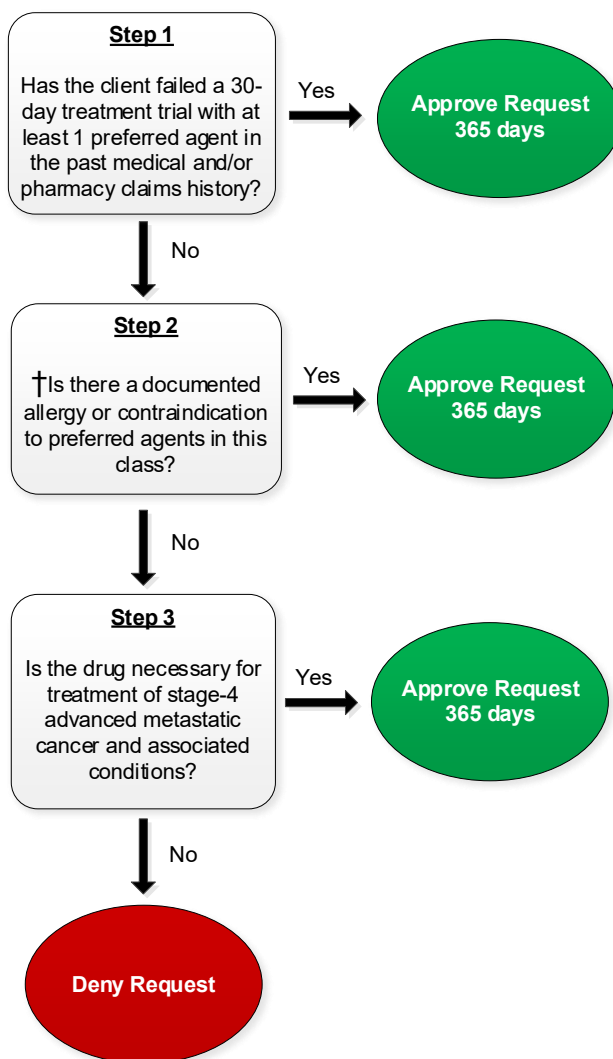 Step 1
Has the client failed a 30-
day treatment trial with at
least 1 preferred agent in
the past medical and/or
pharmacy claims history?
Yes
Approve Request
365 days
No
Step 2
†Is there a documented
allergy or contraindication
to preferred agents in this
class?
Yes
Approve Request
365 days
No
Step 3
Is the drug necessary for
treatment of stage-4
advanced metastatic
cancer and associated
conditions?
Yes
Approve Request
365 days
No
Deny Request